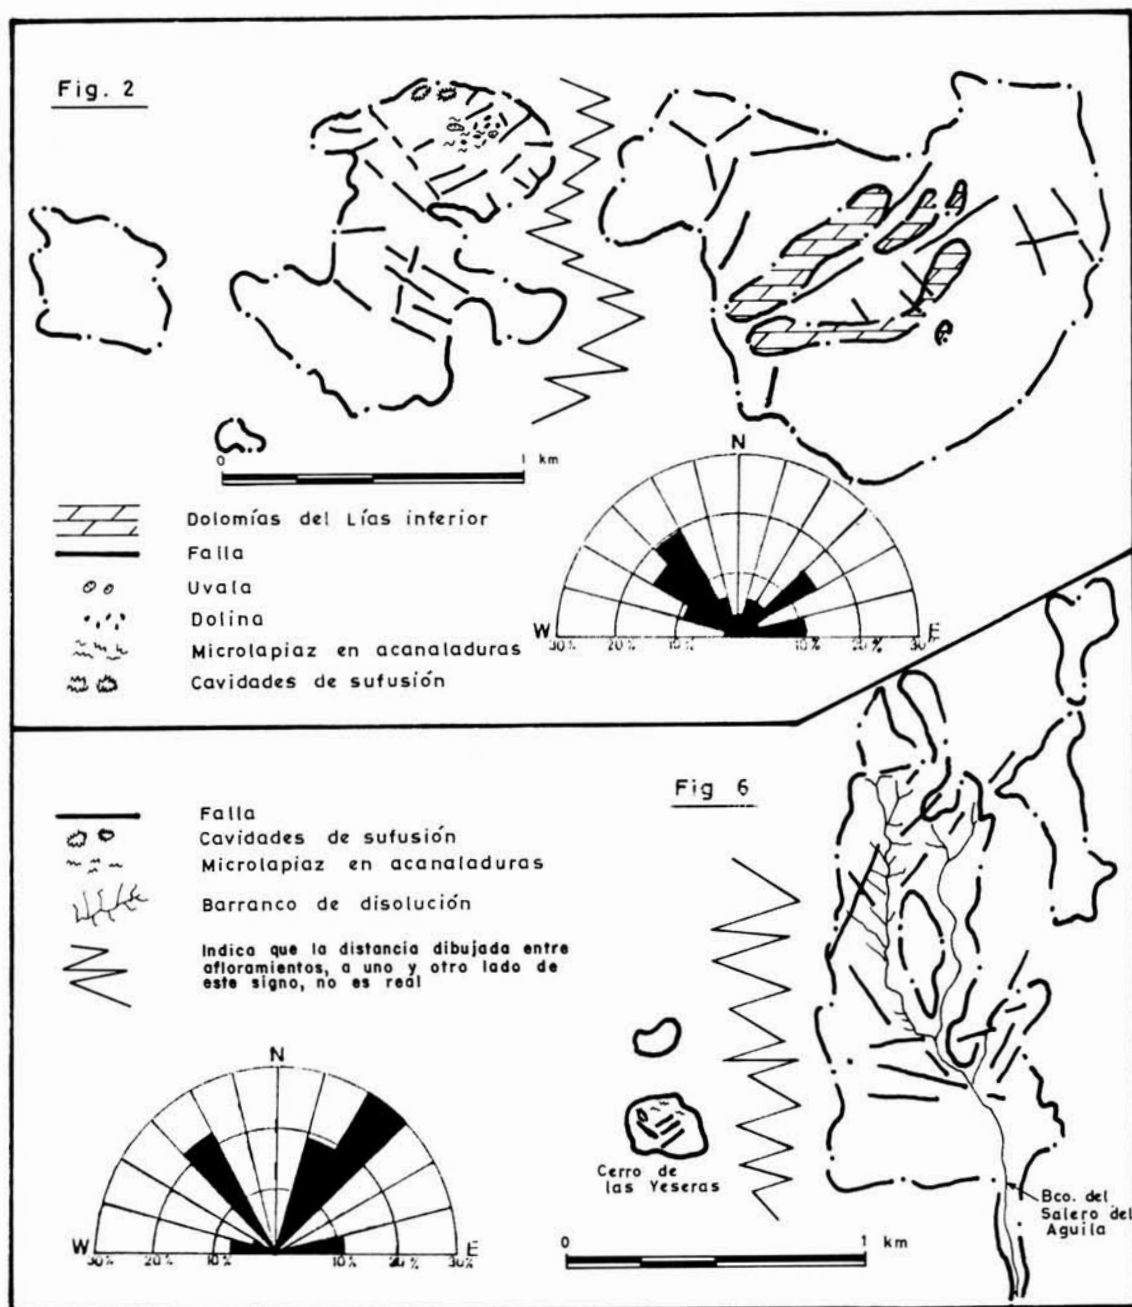 Fig. 2
0 1 km
Dolomías del Lías inferior
Falla
Uvala
Dolina
Microlapiaz en acanaladuras
Cavidades de sufusión
N
W E
30% 20% 10% 10% 20% 30%
Fig 6
Falla
Cavidades de sufusión
Microlapiaz en acanaladuras
Barranco de disolución
Indica que la distancia dibujada entre
afloramientos, a uno y otro lado de
este signo, no es real
N
W E
30% 20% 10% 10% 20% 30%
Cerro de
las Yeseras
Bco. del
Salero del
Aguila
0 1 km